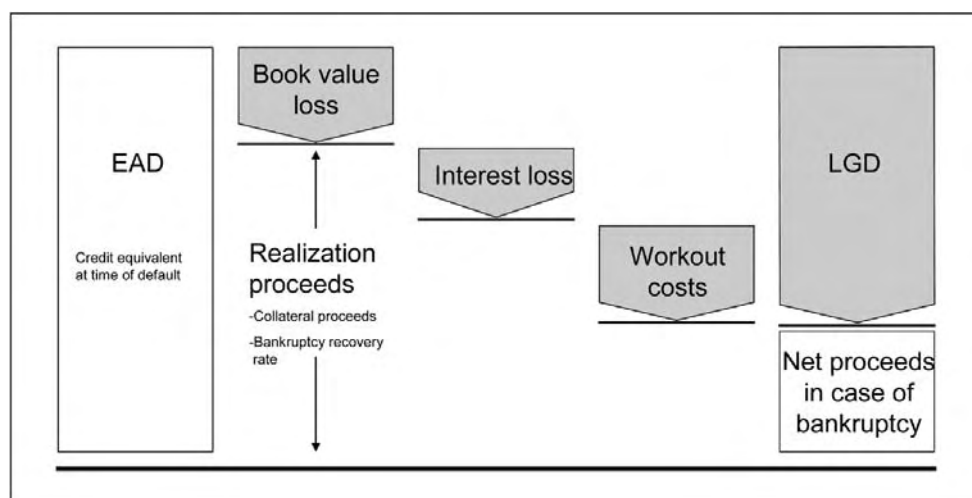 EAD
Credit equivalent
at time of default
Book value
loss
Realization
proceeds
-Collateral proceeds
-Bankruptcy recovery
rate
Interest loss
Workout
costs
LGD
Net proceeds
in case of
bankruptcy